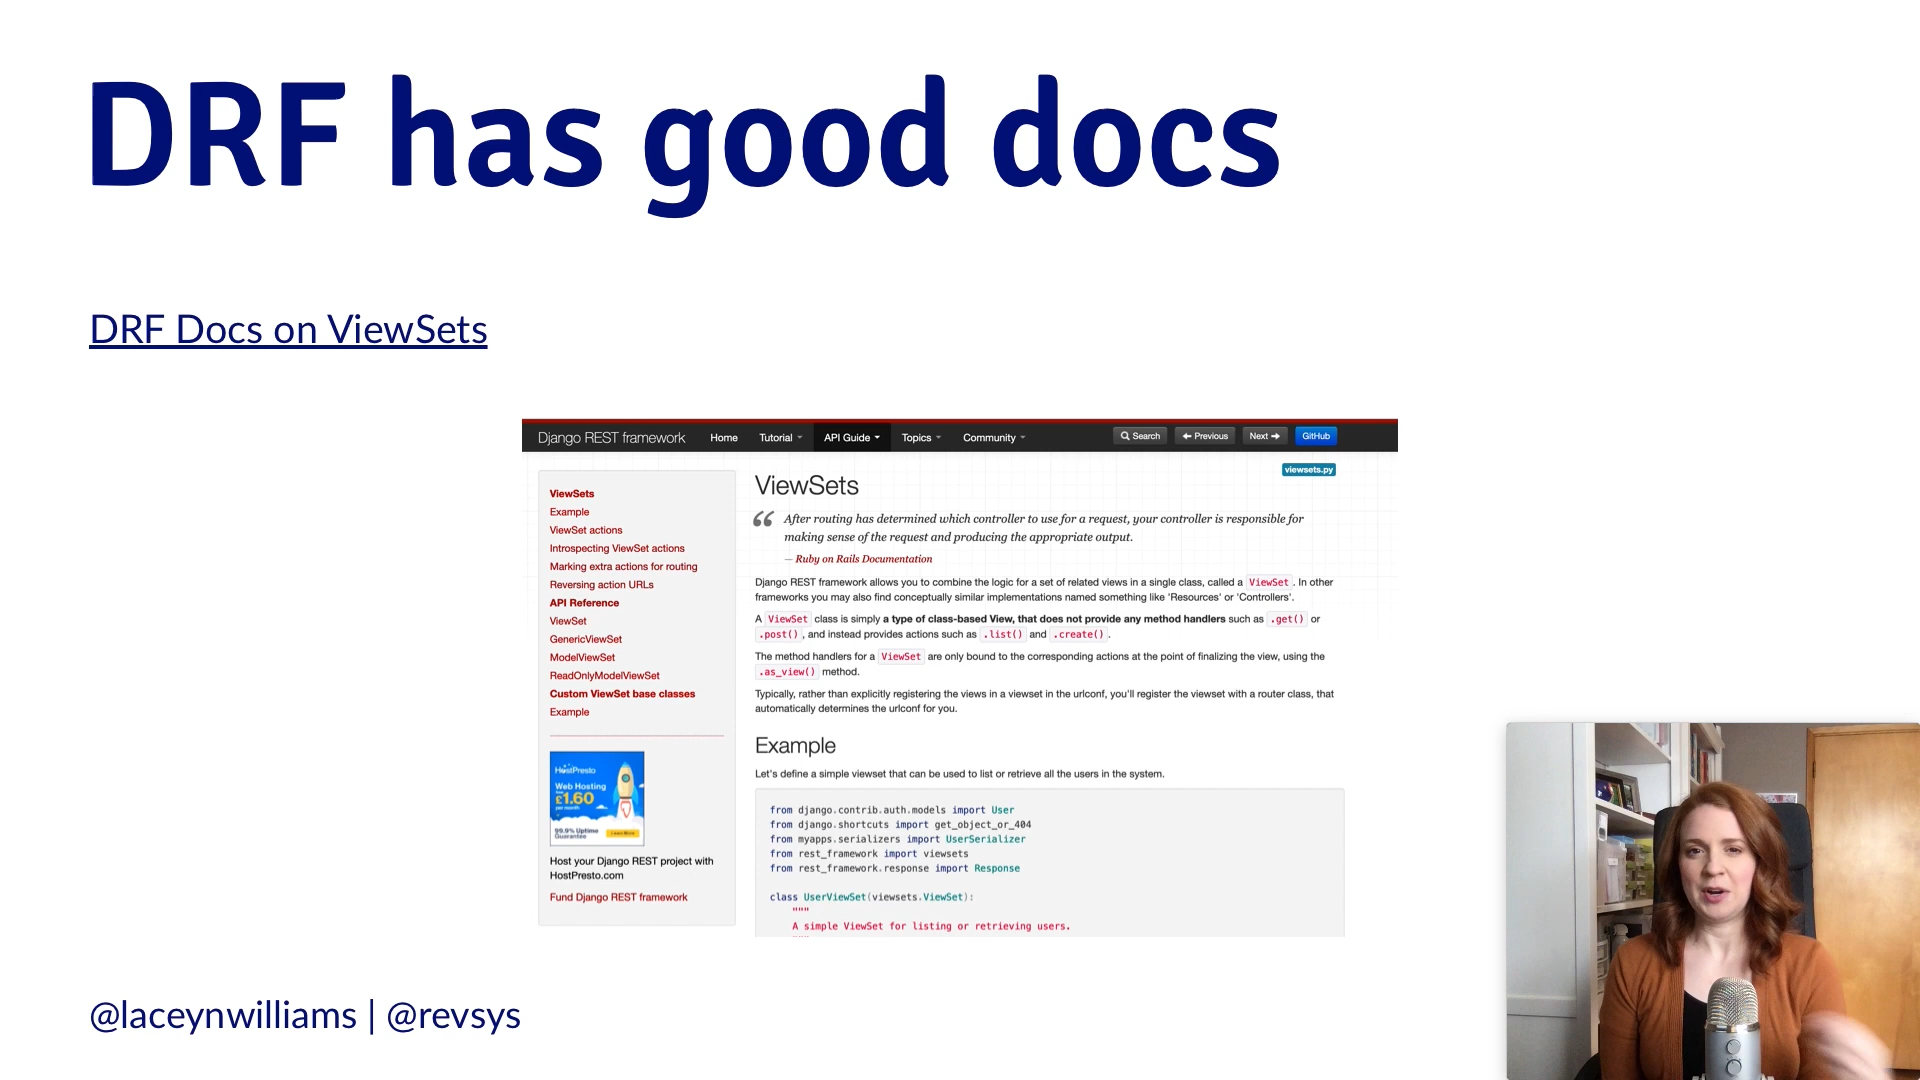 DRF has good docs
DRF Docs on ViewSets
Django REST framework Home Tutorial API Guide Topics Community Search Previous Next GitHub
viewsets.py
ViewSets
Example
ViewSet actions
Introspecting ViewSet actions
Marking extra actions for routing
Reversing action URLs
API Reference
ViewSet
GenericViewSet
ModelViewSet
ReadOnlyModelViewSet
Custom ViewSet base classes
Example
HostPresto
Web Hosting
£1.60
per month
99.9% Uptime
Guarantee
Learn More
Host your Django REST project with
HostPresto.com
Fund Django REST framework
ViewSets
“ After routing has determined which controller to use for a request, your controller is responsible for
making sense of the request and producing the appropriate output.
— Ruby on Rails Documentation
Django REST framework allows you to combine the logic for a set of related views in a single class, called a ViewSet. In other
frameworks you may also find conceptually similar implementations named something like 'Resources' or 'Controllers'.
A ViewSet class is simply a type of class-based View, that does not provide any method handlers such as .get() or
.post(), and instead provides actions such as .list() and .create().
The method handlers for a ViewSet are only bound to the corresponding actions at the point of finalizing the view, using the
.as_view() method.
Typically, rather than explicitly registering the views in a viewset in the urlconf, you'll register the viewset with a router class, that
automatically determines the urlconf for you.
Example
Let's define a simple viewset that can be used to list or retrieve all the users in the system.
from django.contrib.auth.models import User
from django.shortcuts import get_object_or_404
from myapps.serializers import UserSerializer
from rest_framework import viewsets
from rest_framework.response import Response
class UserViewSet(viewsets.ViewSet):
"""
A simple ViewSet for listing or retrieving users.
"""
@laceynwilliams | @revsys